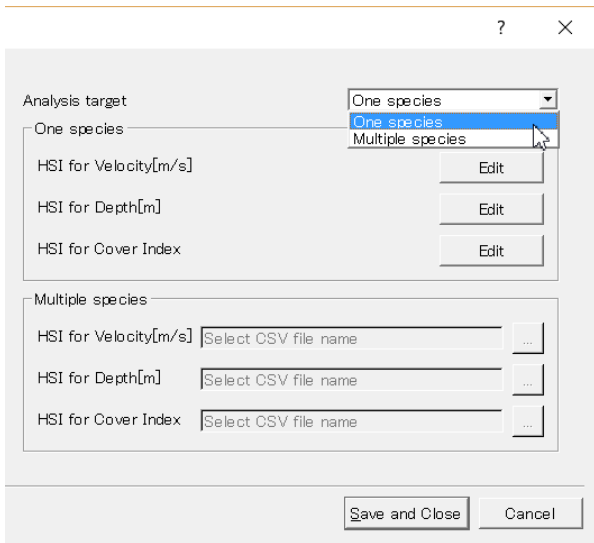 ?
Analysis target One species
One species
Multiple species
One species
HSI for Velocity[m/s] Edit
HSI for Depth[m] Edit
HSI for Cover Index Edit
Multiple species
HSI for Velocity[m/s] Select CSV file name ...
HSI for Depth[m] Select CSV file name ...
HSI for Cover Index Select CSV file name ...
Save and Close Cancel